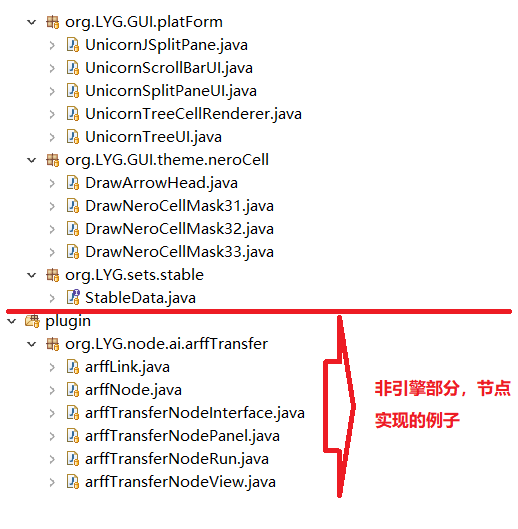 org.LYG.GUI.platForm
UnicornJSplitPane.java
UnicornScrollBarUI.java
UnicornSplitPaneUI.java
UnicornTreeCellRenderer.java
UnicornTreeUI.java
org.LYG.GUI.theme.neroCell
DrawArrowHead.java
DrawNeroCellMask31.java
DrawNeroCellMask32.java
DrawNeroCellMask33.java
org.LYG.sets.stable
StableData.java
plugin
org.LYG.node.ai.arffTransfer
arffLink.java
arffNode.java
arffTransferNodeInterface.java
arffTransferNodePanel.java
arffTransferNodeRun.java
arffTransferNodeView.java
非引擎部分，节点
实现的例子